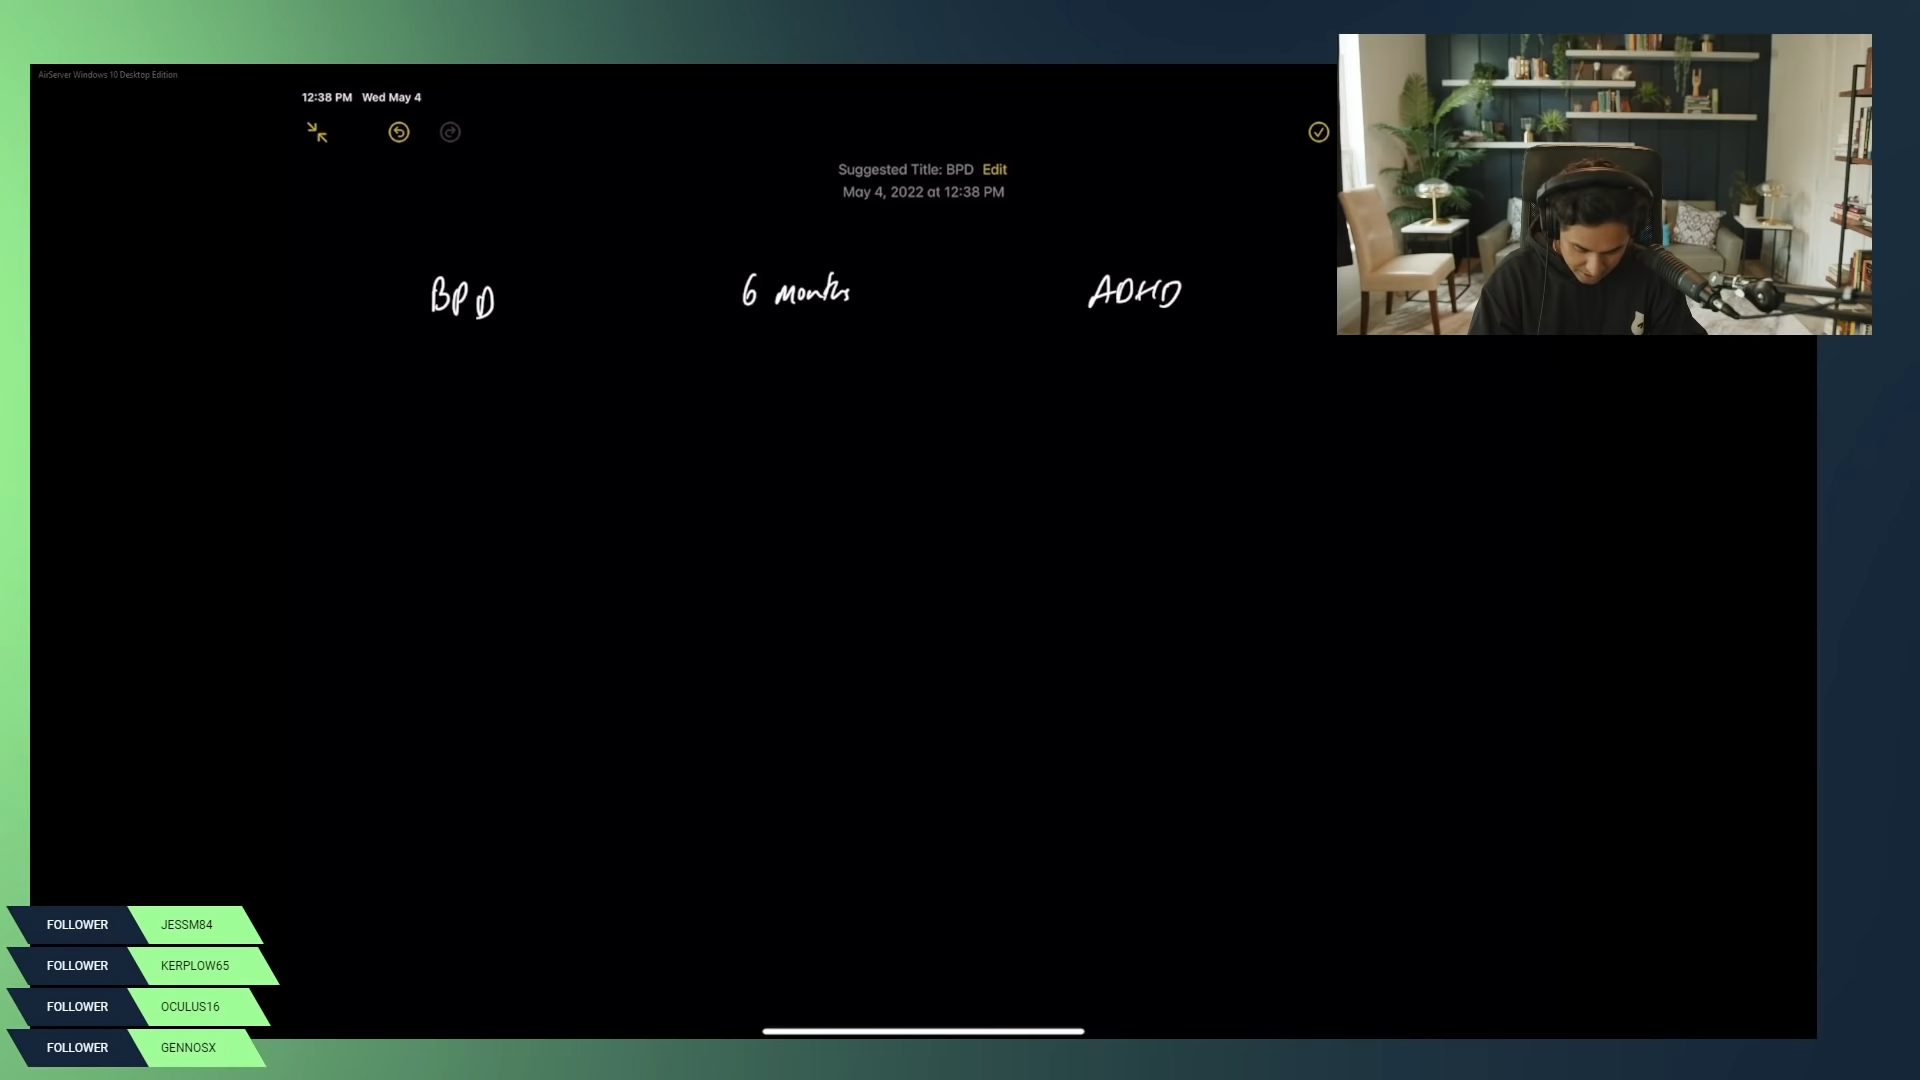 AirServer Windows 10 Desktop Edition
12:38 PM Wed May 4
Suggested Title: BPD Edit
May 4, 2022 at 12:38 PM
BPD 6 months ADHD
FOLLOWER JESSM84
FOLLOWER KERPLOW65
FOLLOWER OCULUS16
FOLLOWER GENNOSX